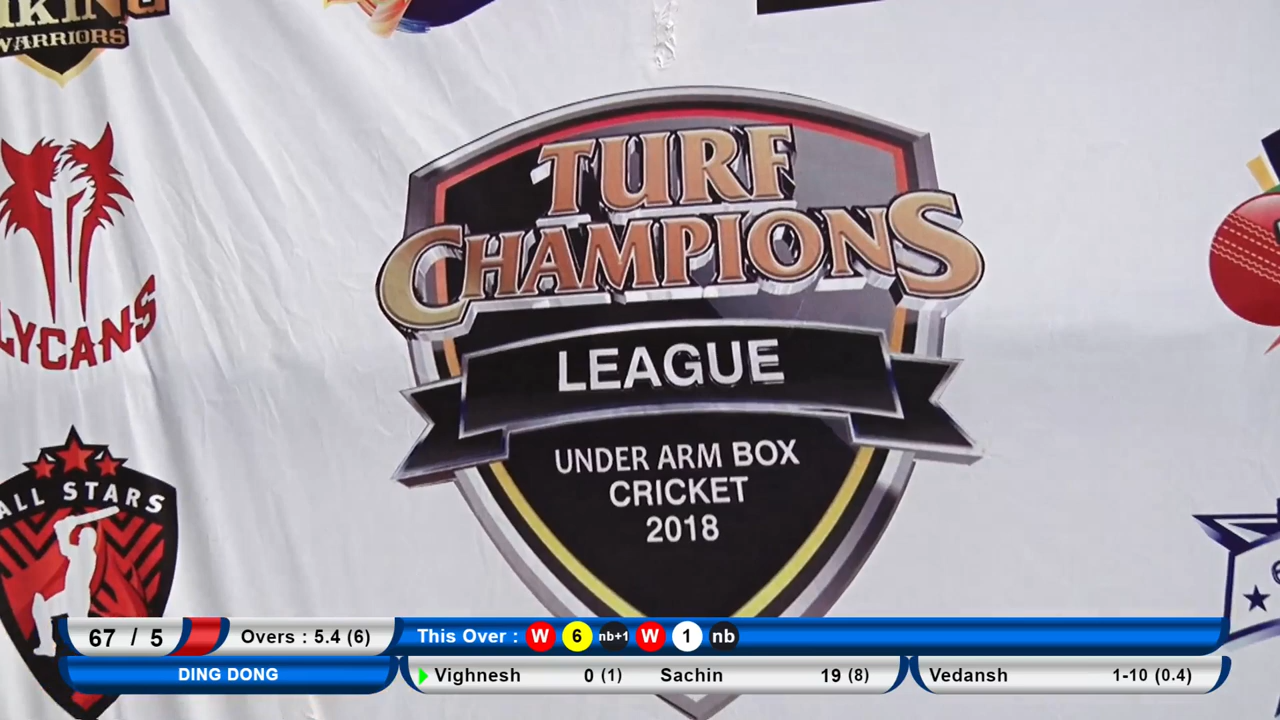 WARRIORS
TURF
CHAMPIONS
LEAGUE
UNDER ARM BOX
CRICKET
2018
LYCANS
ALL STARS
67 / 5
Overs : 5.4 (6)
This Over : W 6 nb+1 W 1 nb
DING DONG
Vighnesh 0 (1) Sachin 19 (8)
Vedansh 1-10 (0.4)